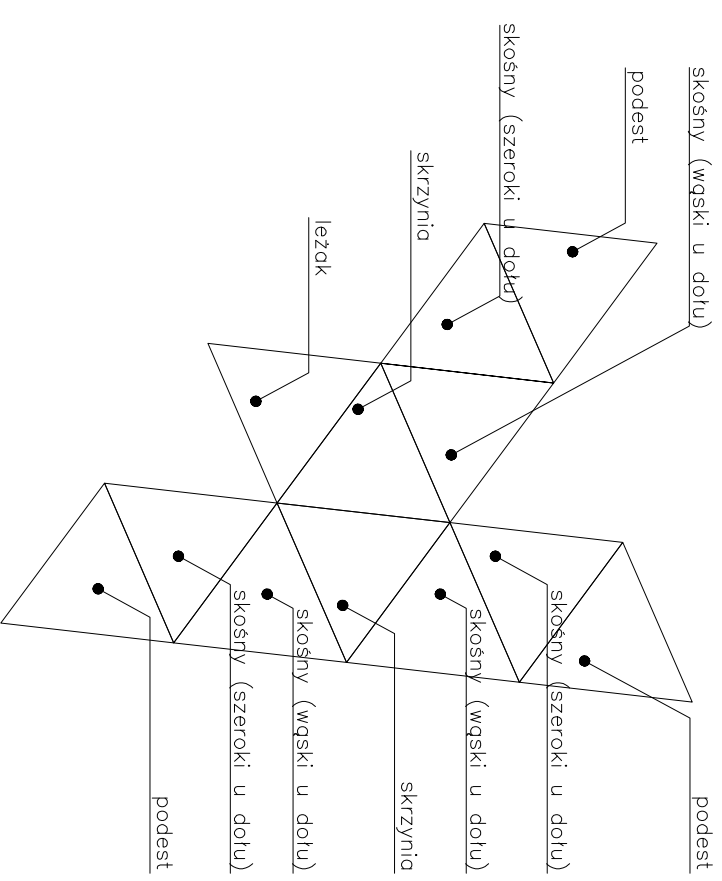 skośny (wąski u dołu)
podest
skośny (szeroki u dołu)
skrzynia
leżak
podest
skośny (szeroki u dołu)
skośny (wąski u dołu)
skrzynia
skośny (wąski u dołu)
skośny (szeroki u dołu)
podest